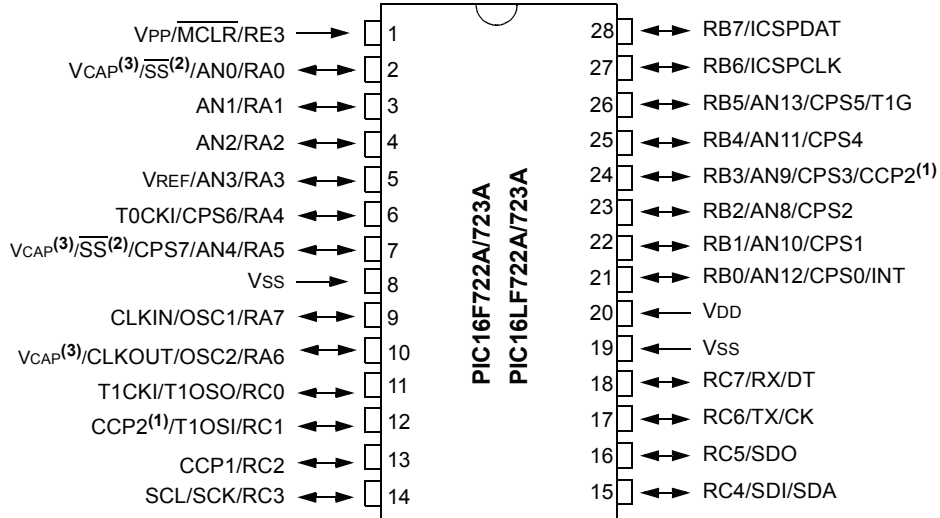 VPP/MCLR/RE3 1 28 RB7/ICSPDAT
VCAP(3)/SS(2)/AN0/RA0 2 27 RB6/ICSPCLK
AN1/RA1 3 26 RB5/AN13/CPS5/T1G
AN2/RA2 4 25 RB4/AN11/CPS4
VREF/AN3/RA3 5 24 RB3/AN9/CPS3/CCP2(1)
T0CKI/CPS6/RA4 6 23 RB2/AN8/CPS2
VCAP(3)/SS(2)/CPS7/AN4/RA5 7 22 RB1/AN10/CPS1
VSS 8 21 RB0/AN12/CPS0/INT
CLKIN/OSC1/RA7 9 20 VDD
VCAP(3)/CLKOUT/OSC2/RA6 10 19 VSS
T1CKI/T1OSO/RC0 11 18 RC7/RX/DT
CCP2(1)/T1OSI/RC1 12 17 RC6/TX/CK
CCP1/RC2 13 16 RC5/SDO
SCL/SCK/RC3 14 15 RC4/SDI/SDA
PIC16F722A/723A
PIC16LF722A/723A